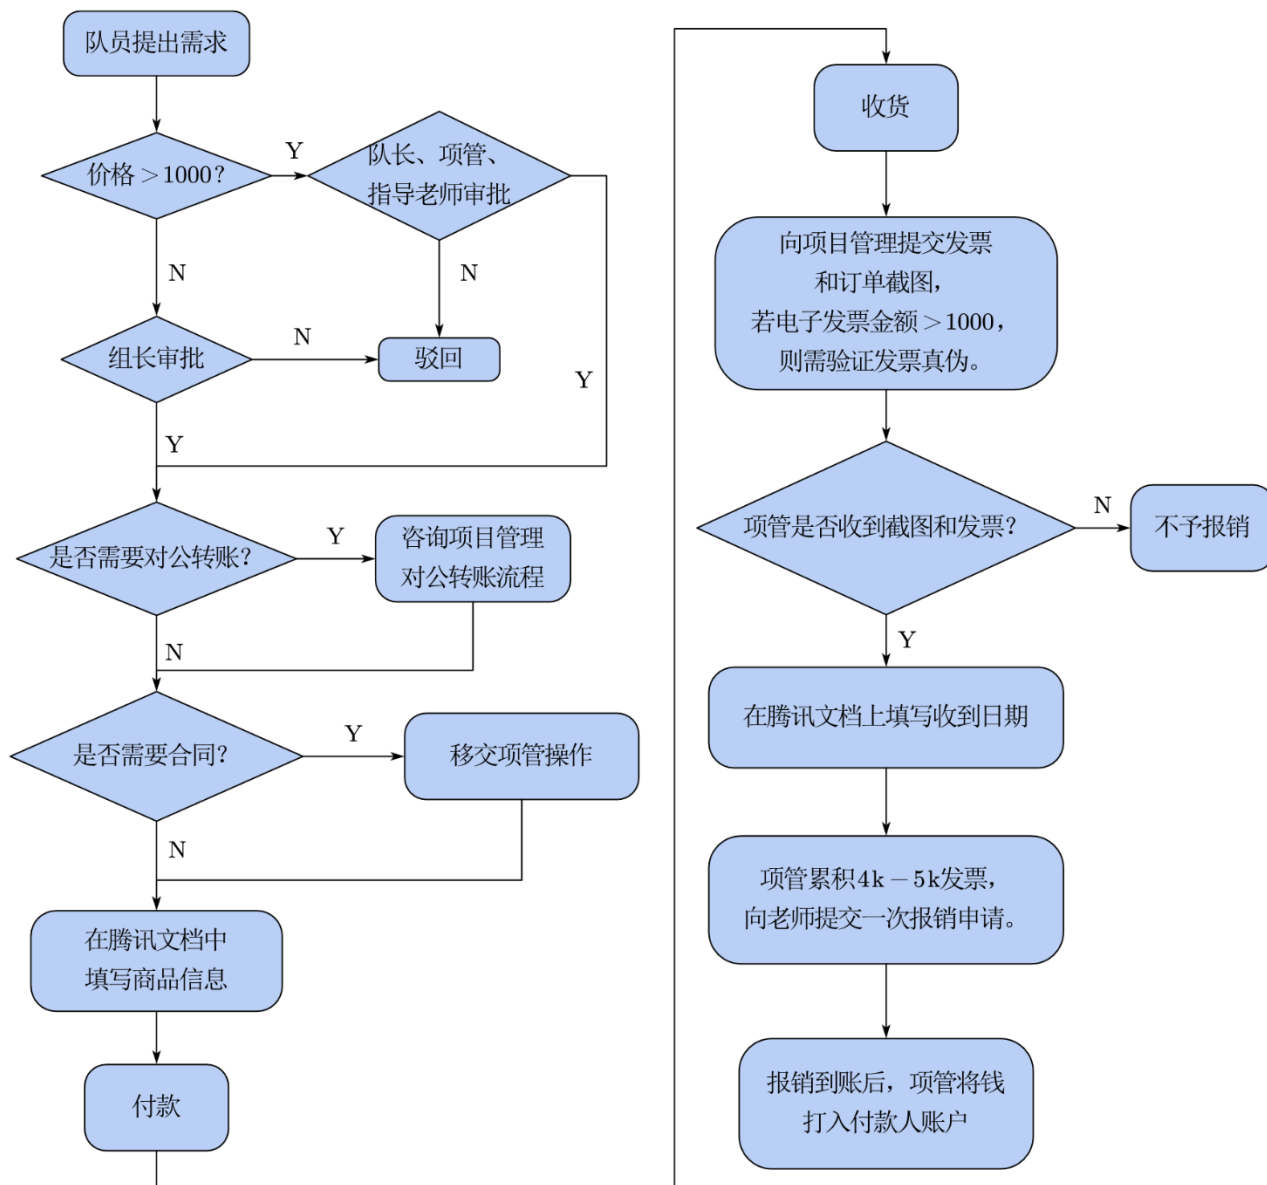 队员提出需求
价格 > 1000?
Y
队长、项管、
指导老师审批
N
N
组长审批
N
驳回
Y
Y
是否需要对公转账?
Y
咨询项目管理
对公转账流程
N
是否需要合同?
Y
移交项管操作
N
在腾讯文档中
填写商品信息
付款
收货
向项目管理提交发票
和订单截图,
若电子发票金额 > 1000,
则需验证发票真伪。
项管是否收到截图和发票?
N
不予报销
Y
在腾讯文档上填写收到日期
项管累积4k − 5k发票,
向老师提交一次报销申请。
报销到账后，项管将钱
打入付款人账户